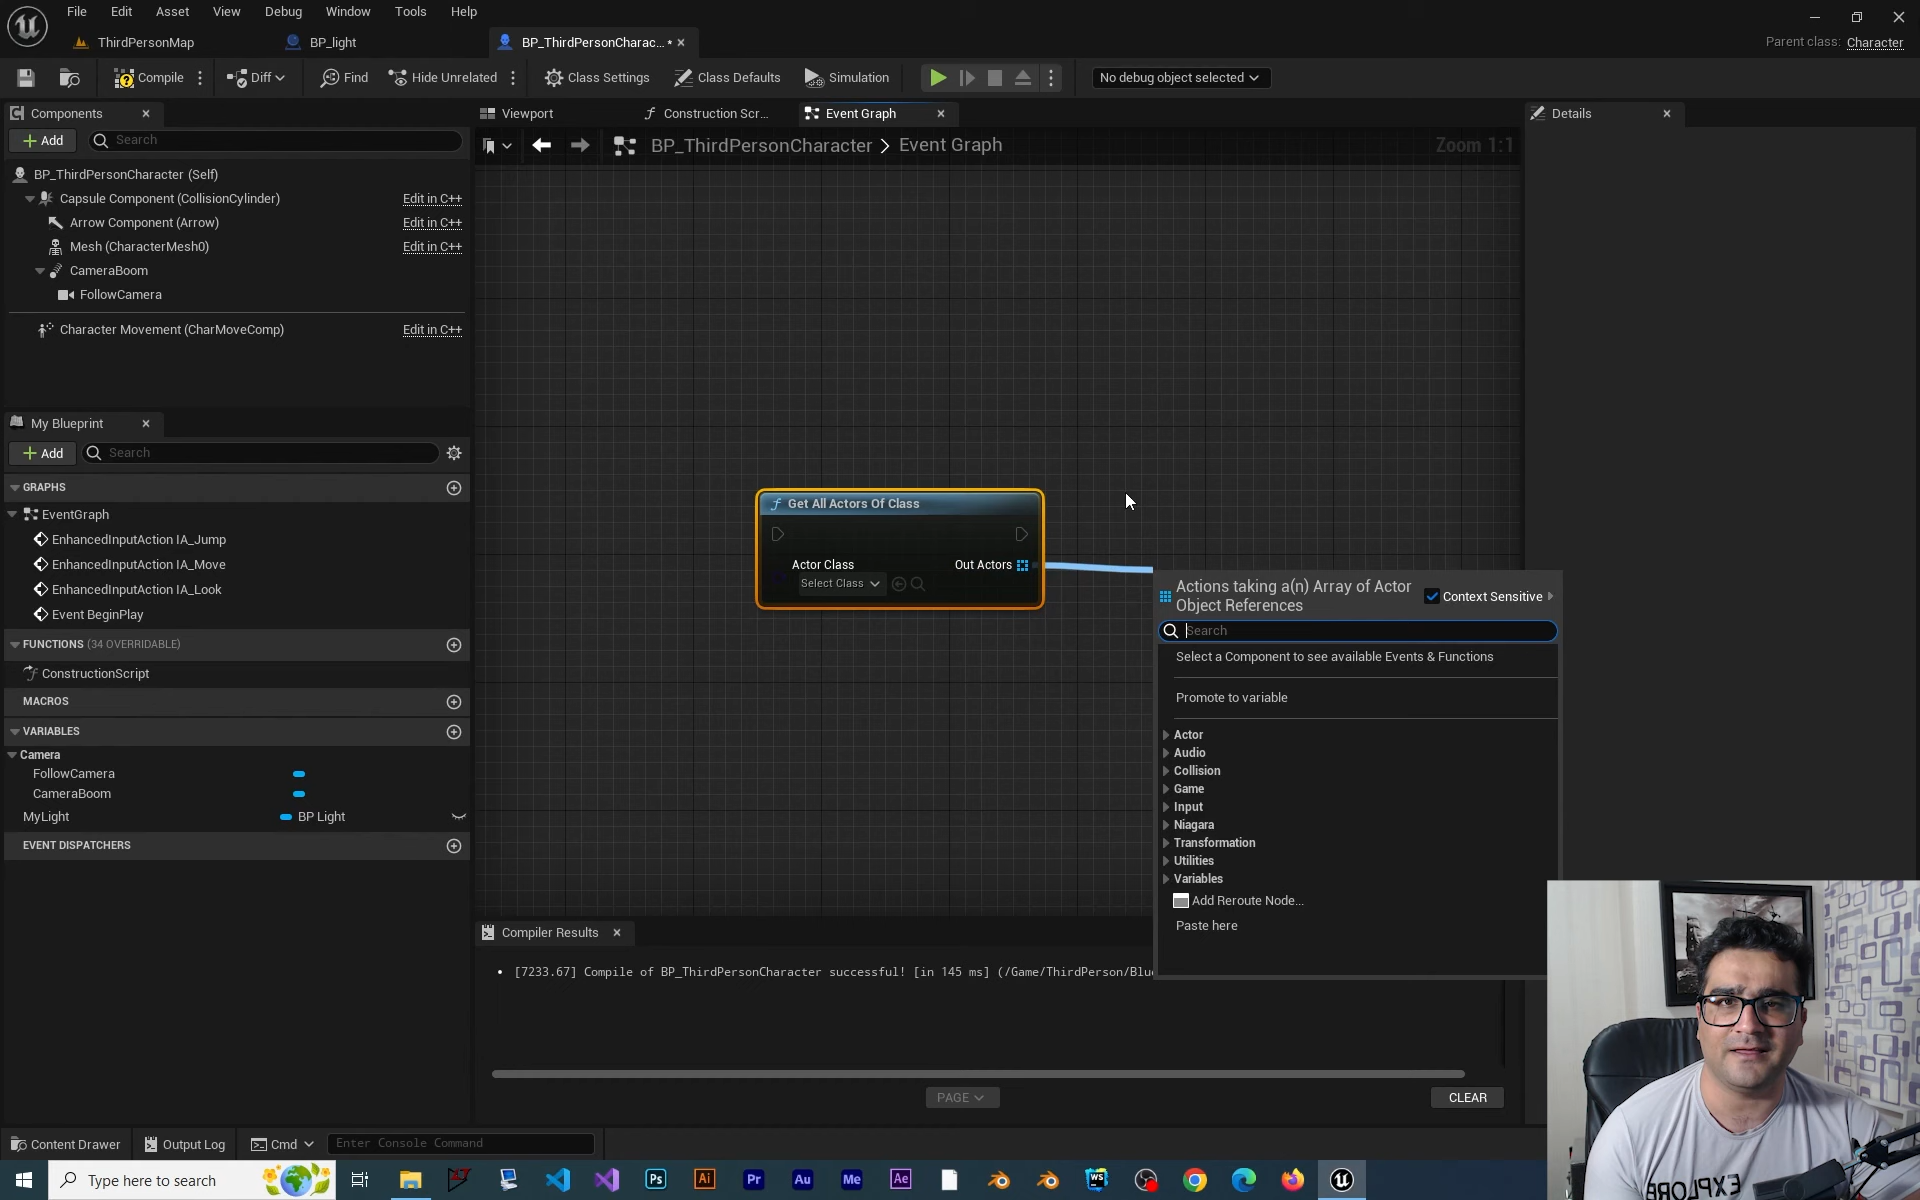 File Edit Asset View Debug Window Tools Help
ThirdPersonMap BP_light BP_ThirdPersonCharac... •
Parent class: Character
Compile Diff Find Hide Unrelated Class Settings Class Defaults Simulation No debug object selected
Components
Add Search
BP_ThirdPersonCharacter (Self)
Capsule Component (CollisionCylinder) Edit in C++
Arrow Component (Arrow) Edit in C++
Mesh (CharacterMesh0) Edit in C++
CameraBoom
FollowCamera
Character Movement (CharMoveComp) Edit in C++
My Blueprint
Add Search
GRAPHS
EventGraph
EnhancedInputAction IA_Jump
EnhancedInputAction IA_Move
EnhancedInputAction IA_Look
Event BeginPlay
FUNCTIONS (34 OVERRIDABLE)
ConstructionScript
MACROS
VARIABLES
Camera
FollowCamera
CameraBoom
MyLight BP Light
EVENT DISPATCHERS
Viewport Construction Scr... Event Graph
BP_ThirdPersonCharacter > Event Graph
Zoom 1:1
Get All Actors Of Class
Actor Class Out Actors
Select Class
Actions taking a(n) Array of Actor
Object References
Context Sensitive
Search
Select a Component to see available Events & Functions
Promote to variable
Actor
Audio
Collision
Game
Input
Niagara
Transformation
Utilities
Variables
Add Reroute Node...
Paste here
Compiler Results
[7233.67] Compile of BP_ThirdPersonCharacter successful! [in 145 ms] (/Game/ThirdPerson/Blu
PAGE
CLEAR
Details
Content Drawer Output Log Cmd Enter Console Command
Type here to search
Ps Ai Pr Au Me Ae WS
EXPLORE